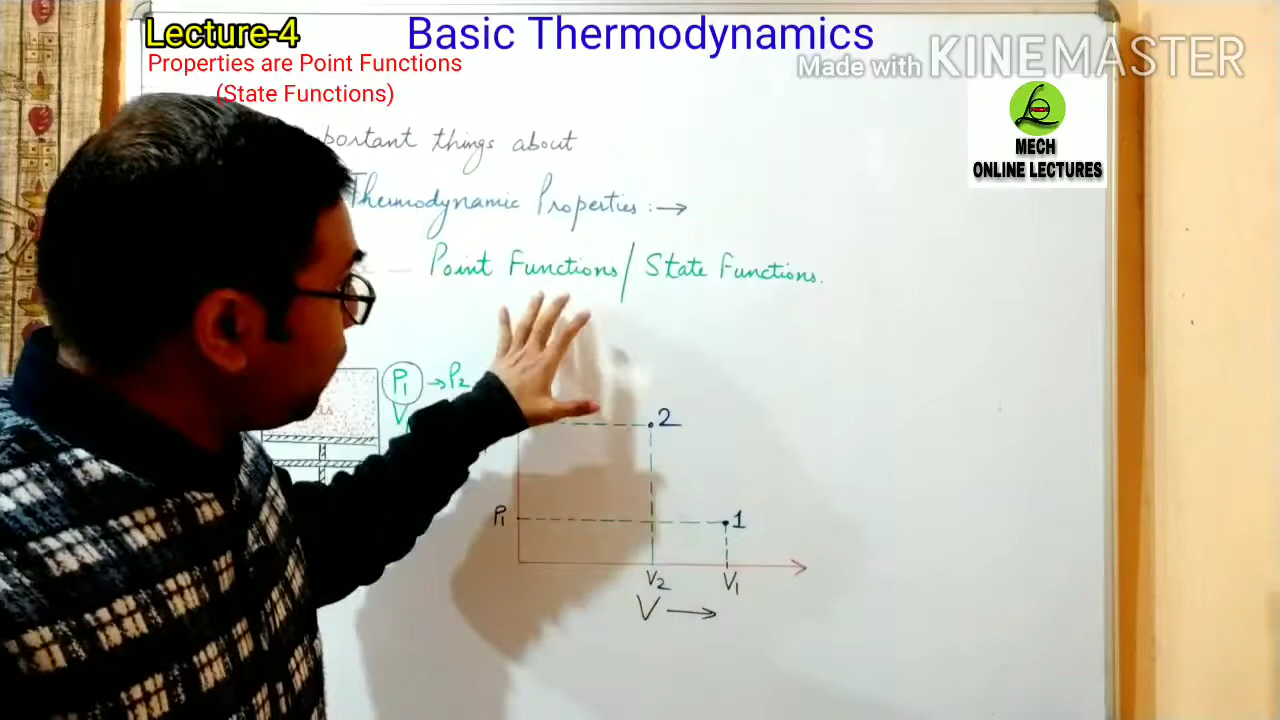 Lecture-4
Basic Thermodynamics
Properties are Point Functions
(State Functions)
Made with KINEMASTER
MECH
ONLINE LECTURES
portant things about
Thermodynamic Properties :→
— Point Functions / State Functions.
P1 → P2
V
as
2
P1
1
V2
V1
V →